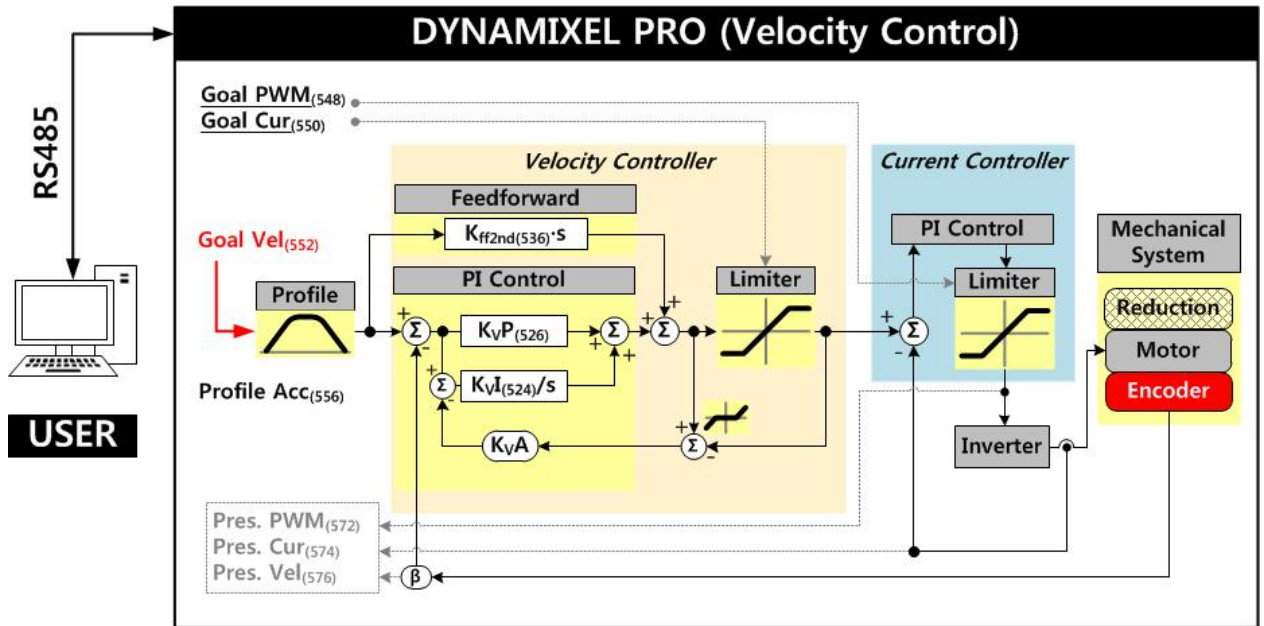 DYNAMIXEL PRO (Velocity Control)
RS485
USER
Goal PWM(548)
Goal Cur(550)
Velocity Controller
Current Controller
Feedforward
Kff2nd(536)·s
Goal Vel(552)
Profile
Profile Acc(556)
PI Control
+
Σ
-
KVP(526)
+
Σ
+
+
+
Σ
Limiter
+
Σ
-
KVI(524)/s
KVA
+
Σ
-
PI Control
Limiter
+
Σ
-
Inverter
Mechanical
System
Reduction
Motor
Encoder
Pres. PWM(572)
Pres. Cur(574)
Pres. Vel(576)
β